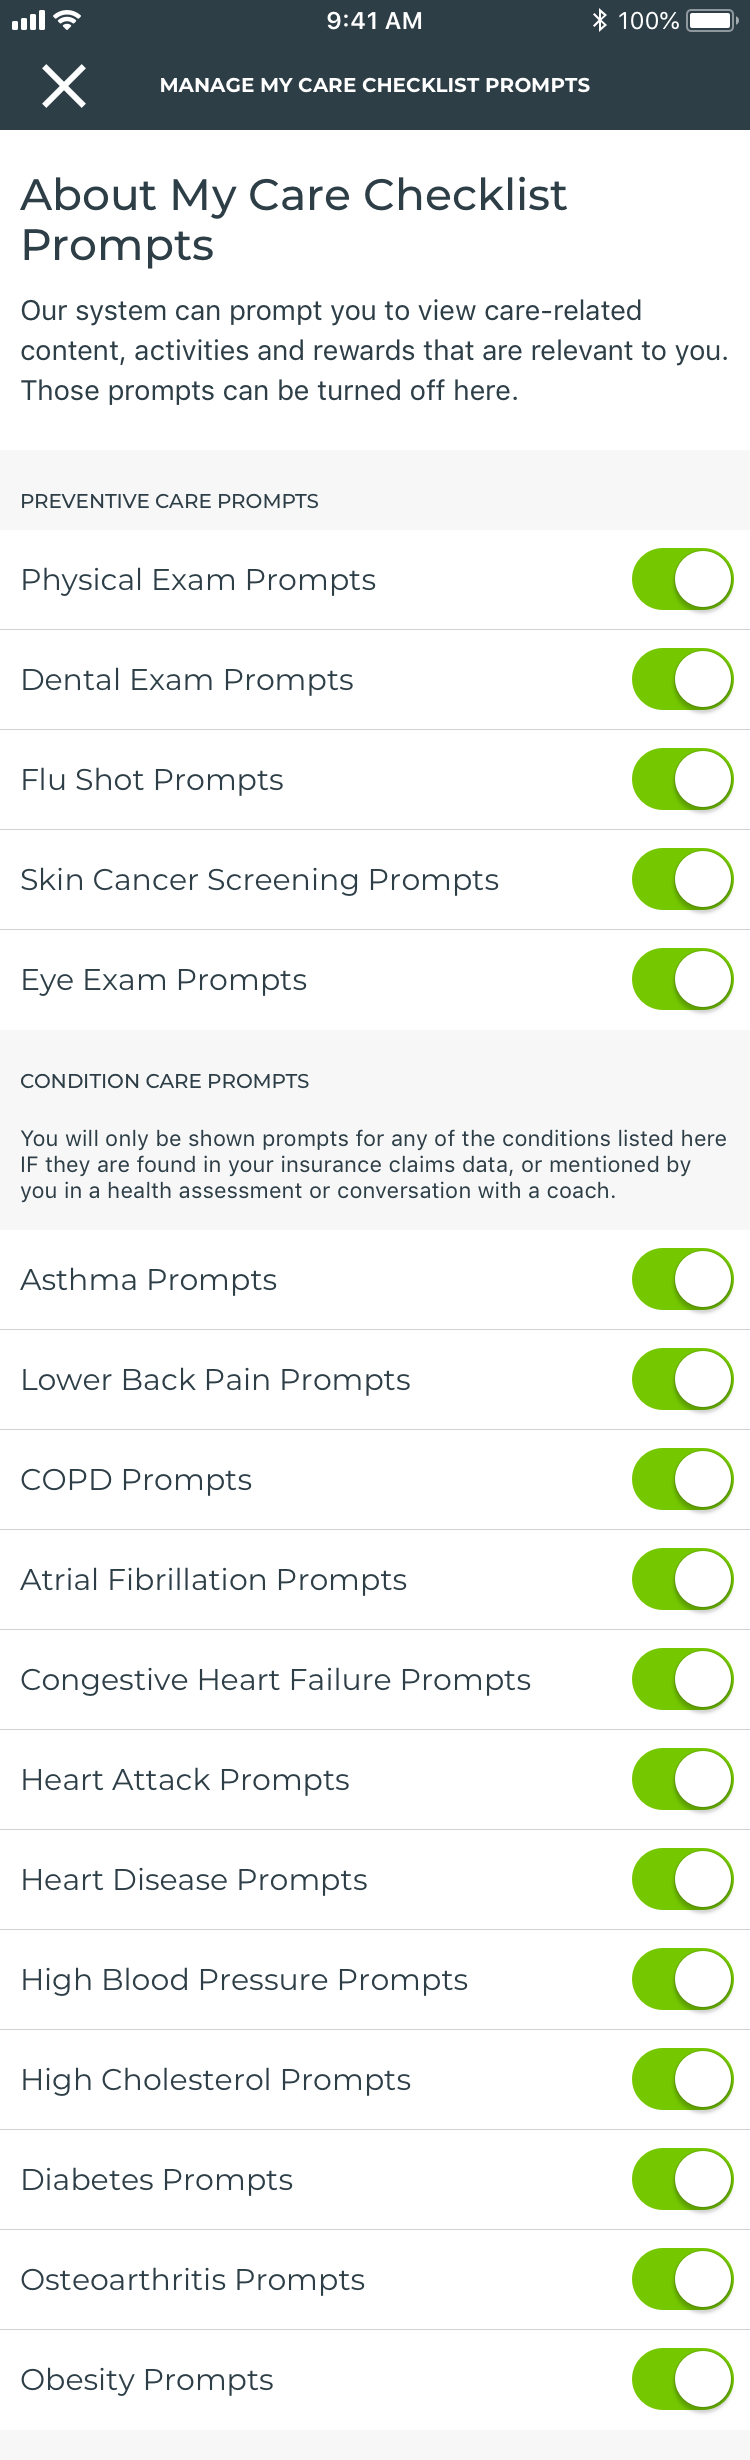 9:41 AM
100%
MANAGE MY CARE CHECKLIST PROMPTS
About My Care Checklist
Prompts
Our system can prompt you to view care-related
content, activities and rewards that are relevant to you.
Those prompts can be turned off here.
PREVENTIVE CARE PROMPTS
Physical Exam Prompts
Dental Exam Prompts
Flu Shot Prompts
Skin Cancer Screening Prompts
Eye Exam Prompts
CONDITION CARE PROMPTS
You will only be shown prompts for any of the conditions listed here
IF they are found in your insurance claims data, or mentioned by
you in a health assessment or conversation with a coach.
Asthma Prompts
Lower Back Pain Prompts
COPD Prompts
Atrial Fibrillation Prompts
Congestive Heart Failure Prompts
Heart Attack Prompts
Heart Disease Prompts
High Blood Pressure Prompts
High Cholesterol Prompts
Diabetes Prompts
Osteoarthritis Prompts
Obesity Prompts